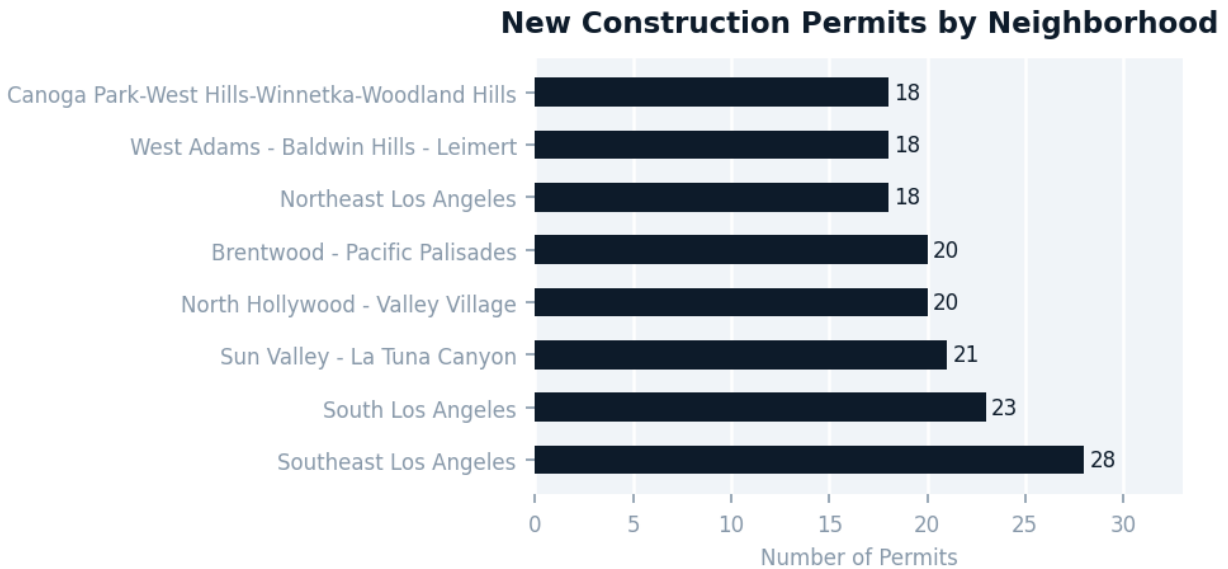 New Construction Permits by Neighborhood
Canoga Park-West Hills-Winnetka-Woodland Hills 18
West Adams - Baldwin Hills - Leimert 18
Northeast Los Angeles 18
Brentwood - Pacific Palisades 20
North Hollywood - Valley Village 20
Sun Valley - La Tuna Canyon 21
South Los Angeles 23
Southeast Los Angeles 28
0 5 10 15 20 25 30
Number of Permits